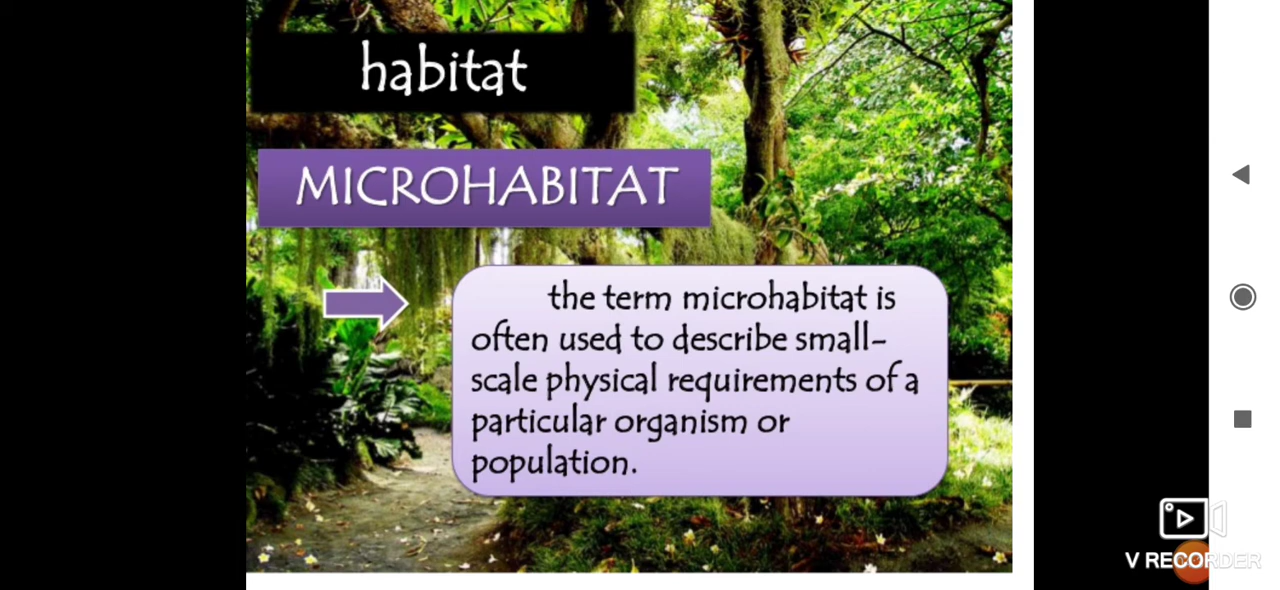 habitat
MICROHABITAT
the term microhabitat is
often used to describe small-
scale physical requirements of a
particular organism or
population.
V RECORDER